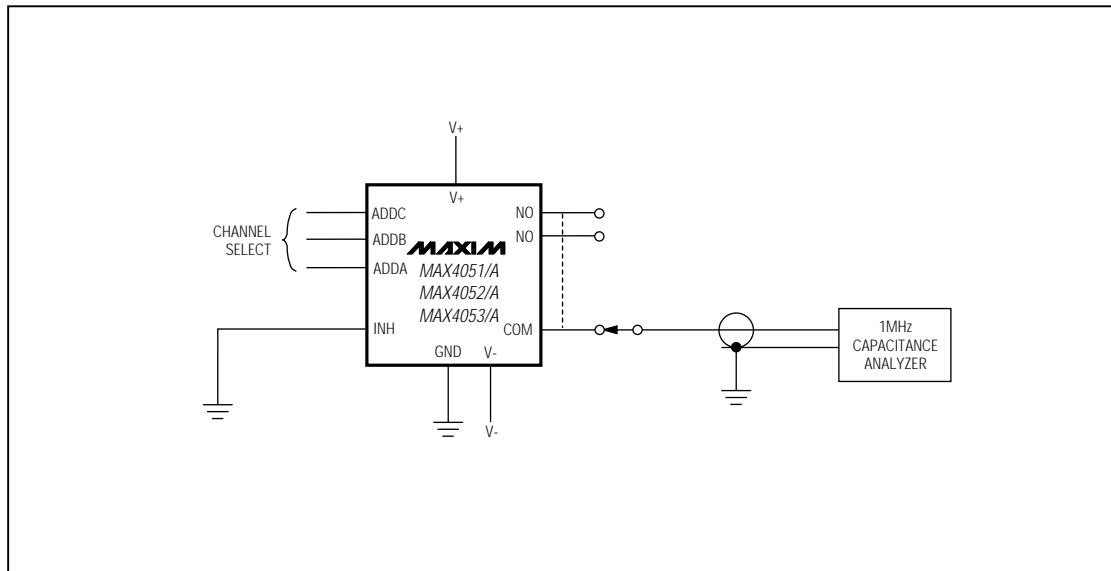 V+
V+
ADDC
ADDB
ADDA
CHANNEL
SELECT
MAXIM
MAX4051/A
MAX4052/A
MAX4053/A
NO
NO
INH
COM
GND
V-
V-
1MHz
CAPACITANCE
ANALYZER